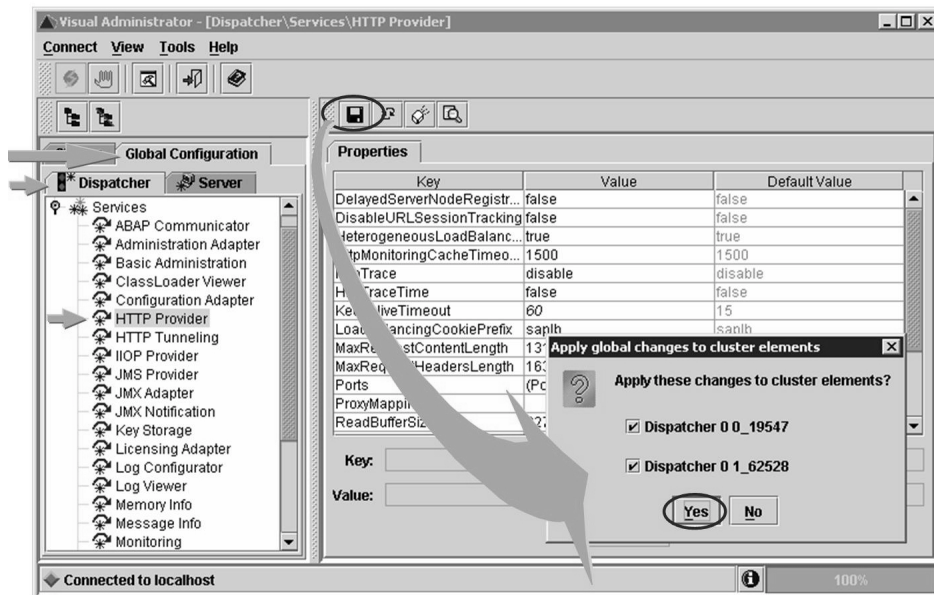 Visual Administrator - [Dispatcher\Services\HTTP Provider]
Connect View Tools Help
Global Configuration
Dispatcher Server
Services
ABAP Communicator
Administration Adapter
Basic Administration
ClassLoader Viewer
Configuration Adapter
HTTP Provider
HTTP Tunneling
IIOP Provider
JMS Provider
JMX Adapter
JMX Notification
Key Storage
Licensing Adapter
Log Configurator
Log Viewer
Memory Info
Message Info
Monitoring
Properties
Key Value Default Value
DelayedServerNodeRegistr... false false
DisableURLSessionTracking false false
HeterogeneousLoadBalanc... true true
1500 1500
disable disable
false false
60 15
saplb saplb
Ports
Key:
Value:
Apply global changes to cluster elements
Apply these changes to cluster elements?
Dispatcher 0 0_19547
Dispatcher 0 1_62528
Yes No
Connected to localhost
100%